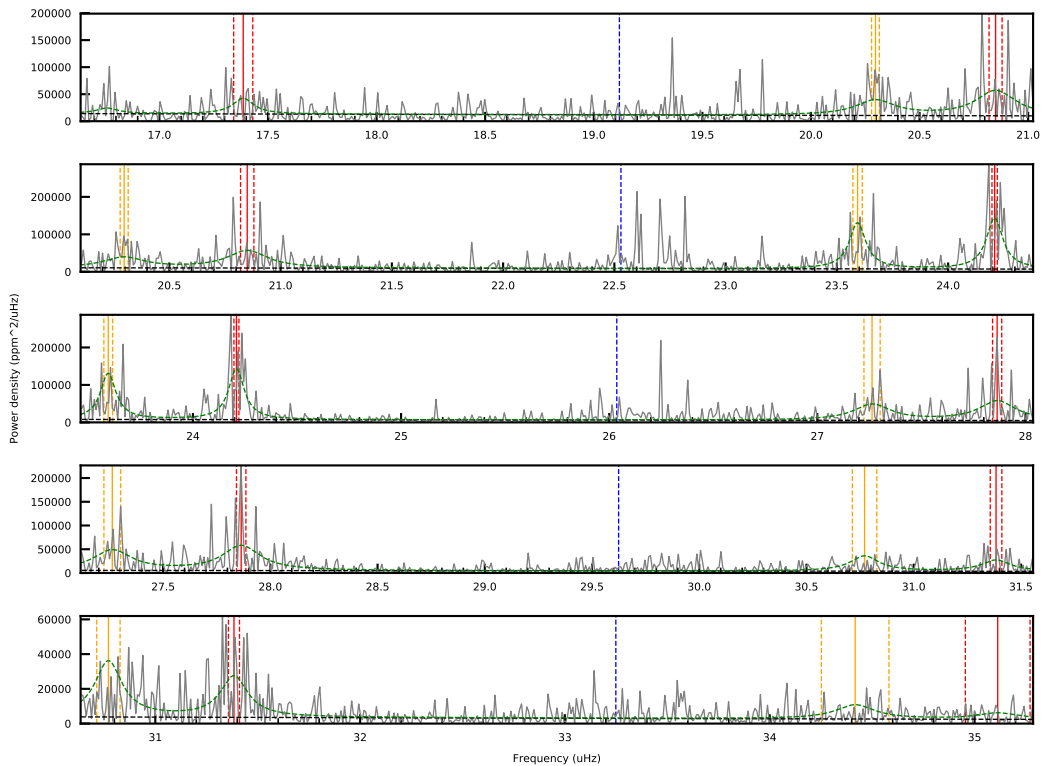 200000
150000
100000
50000
0
17.0 17.5 18.0 18.5 19.0 19.5 20.0 20.5 21.0
200000
100000
0
20.5 21.0 21.5 22.0 22.5 23.0 23.5 24.0
Power density (ppm^2/uHz)
200000
100000
0
24 25 26 27 28
200000
150000
100000
50000
0
27.5 28.0 28.5 29.0 29.5 30.0 30.5 31.0 31.5
60000
40000
20000
0
31 32 33 34 35
Frequency (uHz)